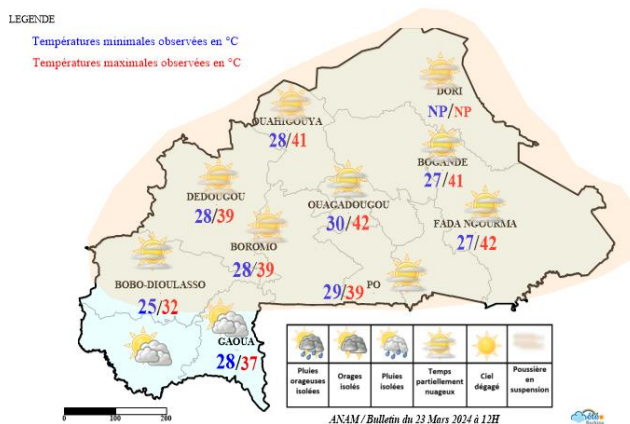 LEGENDE
Températures minimales observées en °C
Températures maximales observées en °C
DORI
NP/NP
OUAHIGOUYA
28/41
BOGANDE
27/41
DEDOUGOU
28/39
OUAGADOUGOU
30/42
FADA NGOURMA
27/42
BOROMO
28/39
BOBO-DIOULASSO
25/32
PO
29/39
GAOUA
28/37
Pluies orageuses isolées
Orages isolés
Pluies isolées
Temps partiellement nuageux
Ciel dégagé
Poussière en suspension
0 100 200
ANAM / Bulletin du 23 Mars 2024 à 12H